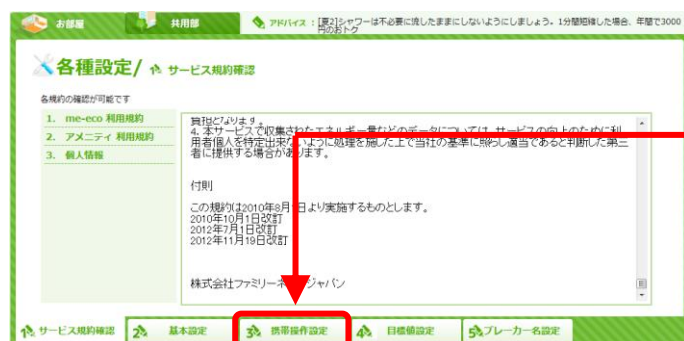 お部屋
共用部
アドバイス：[夏2]シャワーは不必要に流したままにしないようにしましょう。1分間短縮した場合、年間で3000
円のおトク
各種設定/ サービス規約確認
各規約の確認が可能です
1. me-eco 利用規約
2. アメニティ 利用規約
3. 個人情報
負担となります。
4. 本サービスで収集されたエネルギー量などのデータについては、サービスの向上のために利
用者個人を特定出来ないように処理を施した上で当社の基準に照らし適当であると判断した第三
者に提供する場合があります。
付則
この規約は2010年8月1日より実施するものとします。
2010年10月1日改訂
2012年7月1日改訂
2012年11月19日改訂
株式会社ファミリーネットジャパン
1 サービス規約確認
2 基本設定
3 携帯操作設定
4 目標値設定
5 ブレーカー名設定